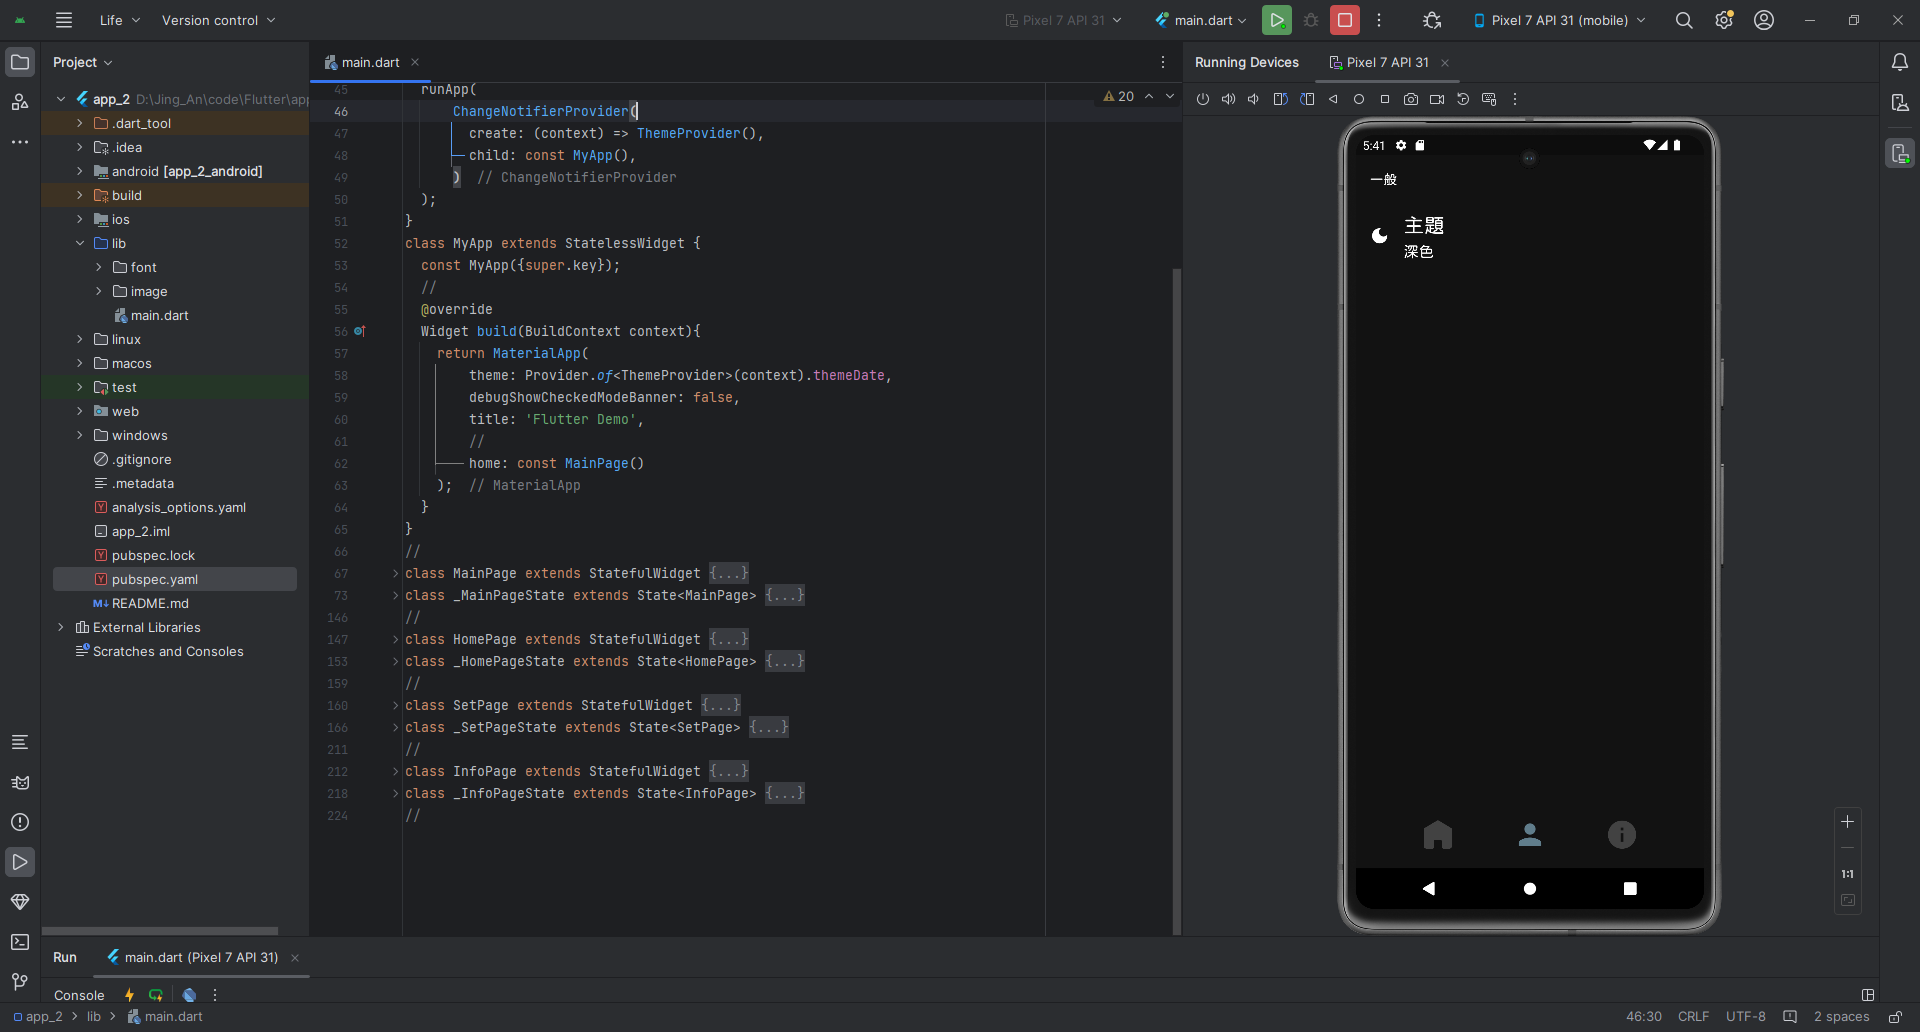 Life
Version control
Pixel 7 API 31
main.dart
Pixel 7 API 31 (mobile)
Project
app_2 D:\Jing_An\code\Flutter\app
.dart_tool
.idea
android [app_2_android]
build
ios
lib
font
image
main.dart
linux
macos
test
web
windows
.gitignore
.metadata
analysis_options.yaml
app_2.iml
pubspec.lock
pubspec.yaml
M↓ README.md
External Libraries
Scratches and Consoles
main.dart
20
45 runApp(
46 ChangeNotifierProvider(
47 create: (context) => ThemeProvider(),
48 child: const MyApp(),
49 ) // ChangeNotifierProvider
50 );
51 }
52 class MyApp extends StatelessWidget {
53 const MyApp({super.key});
54 //
55 @override
56 Widget build(BuildContext context){
57 return MaterialApp(
58 theme: Provider.of<ThemeProvider>(context).themeDate,
59 debugShowCheckedModeBanner: false,
60 title: 'Flutter Demo',
61 //
62 home: const MainPage()
63 ); // MaterialApp
64 }
65 }
66 //
67 class MainPage extends StatefulWidget {...}
73 class _MainPageState extends State<MainPage> {...}
146 //
147 class HomePage extends StatefulWidget {...}
153 class _HomePageState extends State<HomePage> {...}
159 //
160 class SetPage extends StatefulWidget {...}
166 class _SetPageState extends State<SetPage> {...}
211 //
212 class InfoPage extends StatefulWidget {...}
218 class _InfoPageState extends State<InfoPage> {...}
224 //
Running Devices
Pixel 7 API 31
5:41
一般
主題
深色
1:1
Run
main.dart (Pixel 7 API 31)
Console
app_2 > lib > main.dart
46:30 CRLF UTF-8 2 spaces